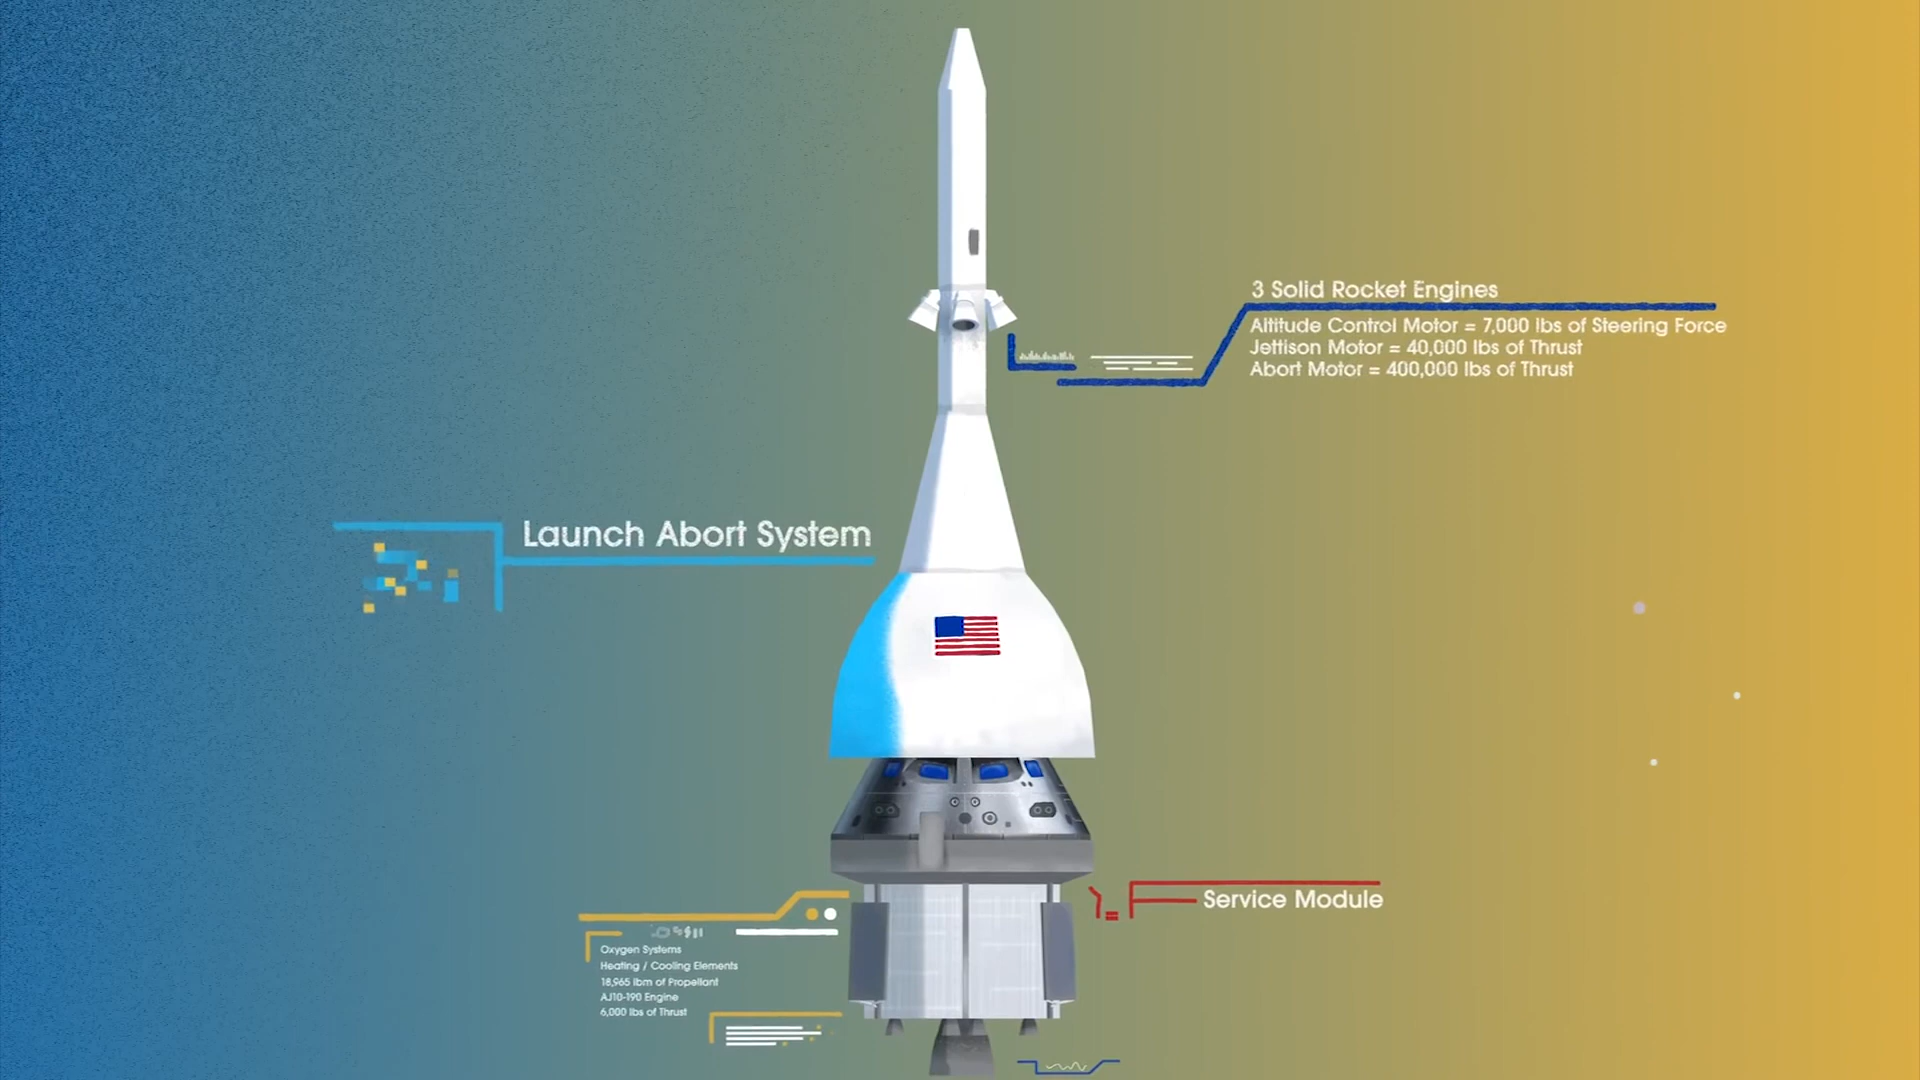 3 Solid Rocket Engines
Altitude Control Motor = 7,000 lbs of Steering Force
Jettison Motor = 40,000 lbs of Thrust
Abort Motor = 400,000 lbs of Thrust
Launch Abort System
Service Module
Oxygen Systems
Heating / Cooling Elements
18,965 lbm of Propellant
AJ10-190 Engine
6,000 lbs of Thrust